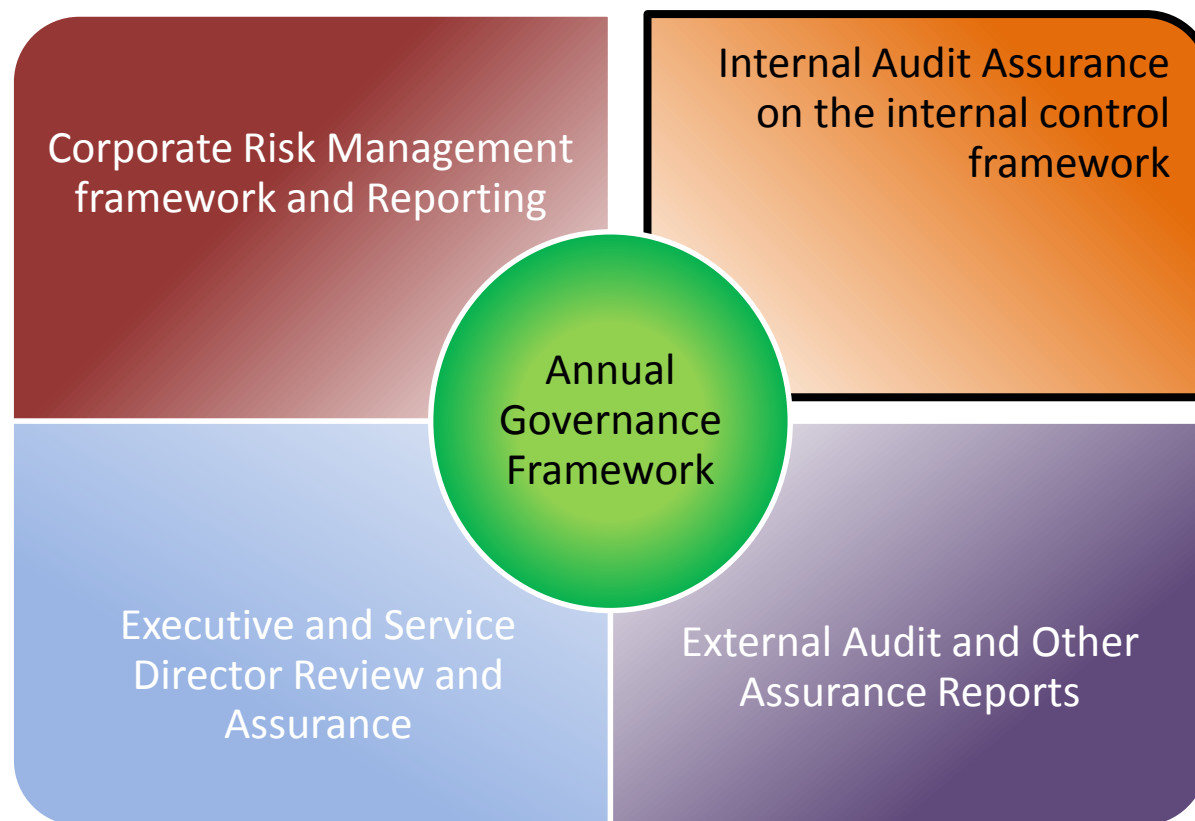 Corporate Risk Management
framework and Reporting
Internal Audit Assurance
on the internal control
framework
Annual
Governance
Framework
Executive and Service
Director Review and
Assurance
External Audit and Other
Assurance Reports